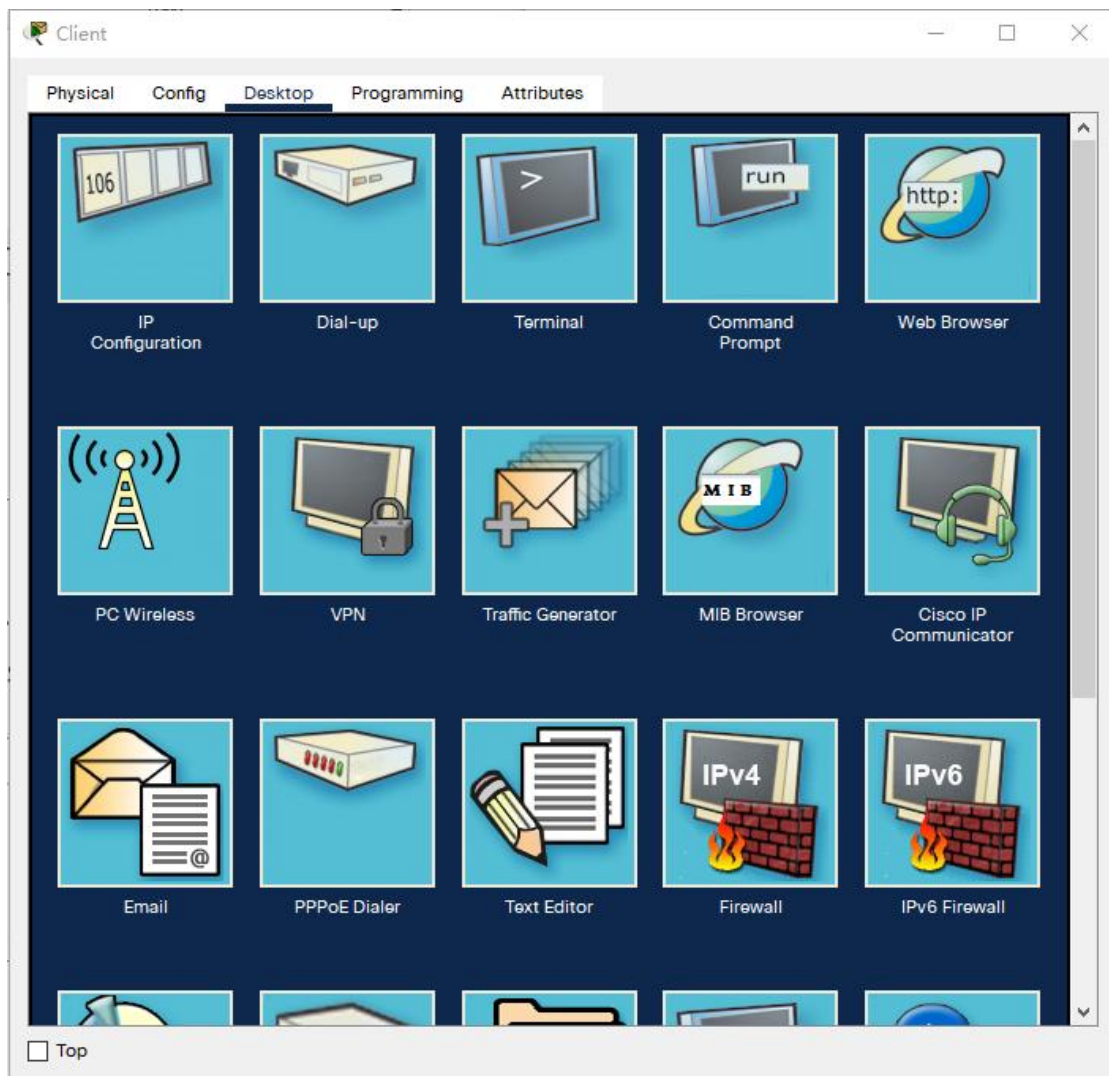 Client
Physical Config Desktop Programming Attributes
106
>
run
http:
IP
Configuration
Dial-up
Terminal
Command
Prompt
Web Browser
MIB
PC Wireless
VPN
Traffic Generator
MIB Browser
Cisco IP
Communicator
@
IPv4
IPv6
Email
PPPoE Dialer
Text Editor
Firewall
IPv6 Firewall
Top